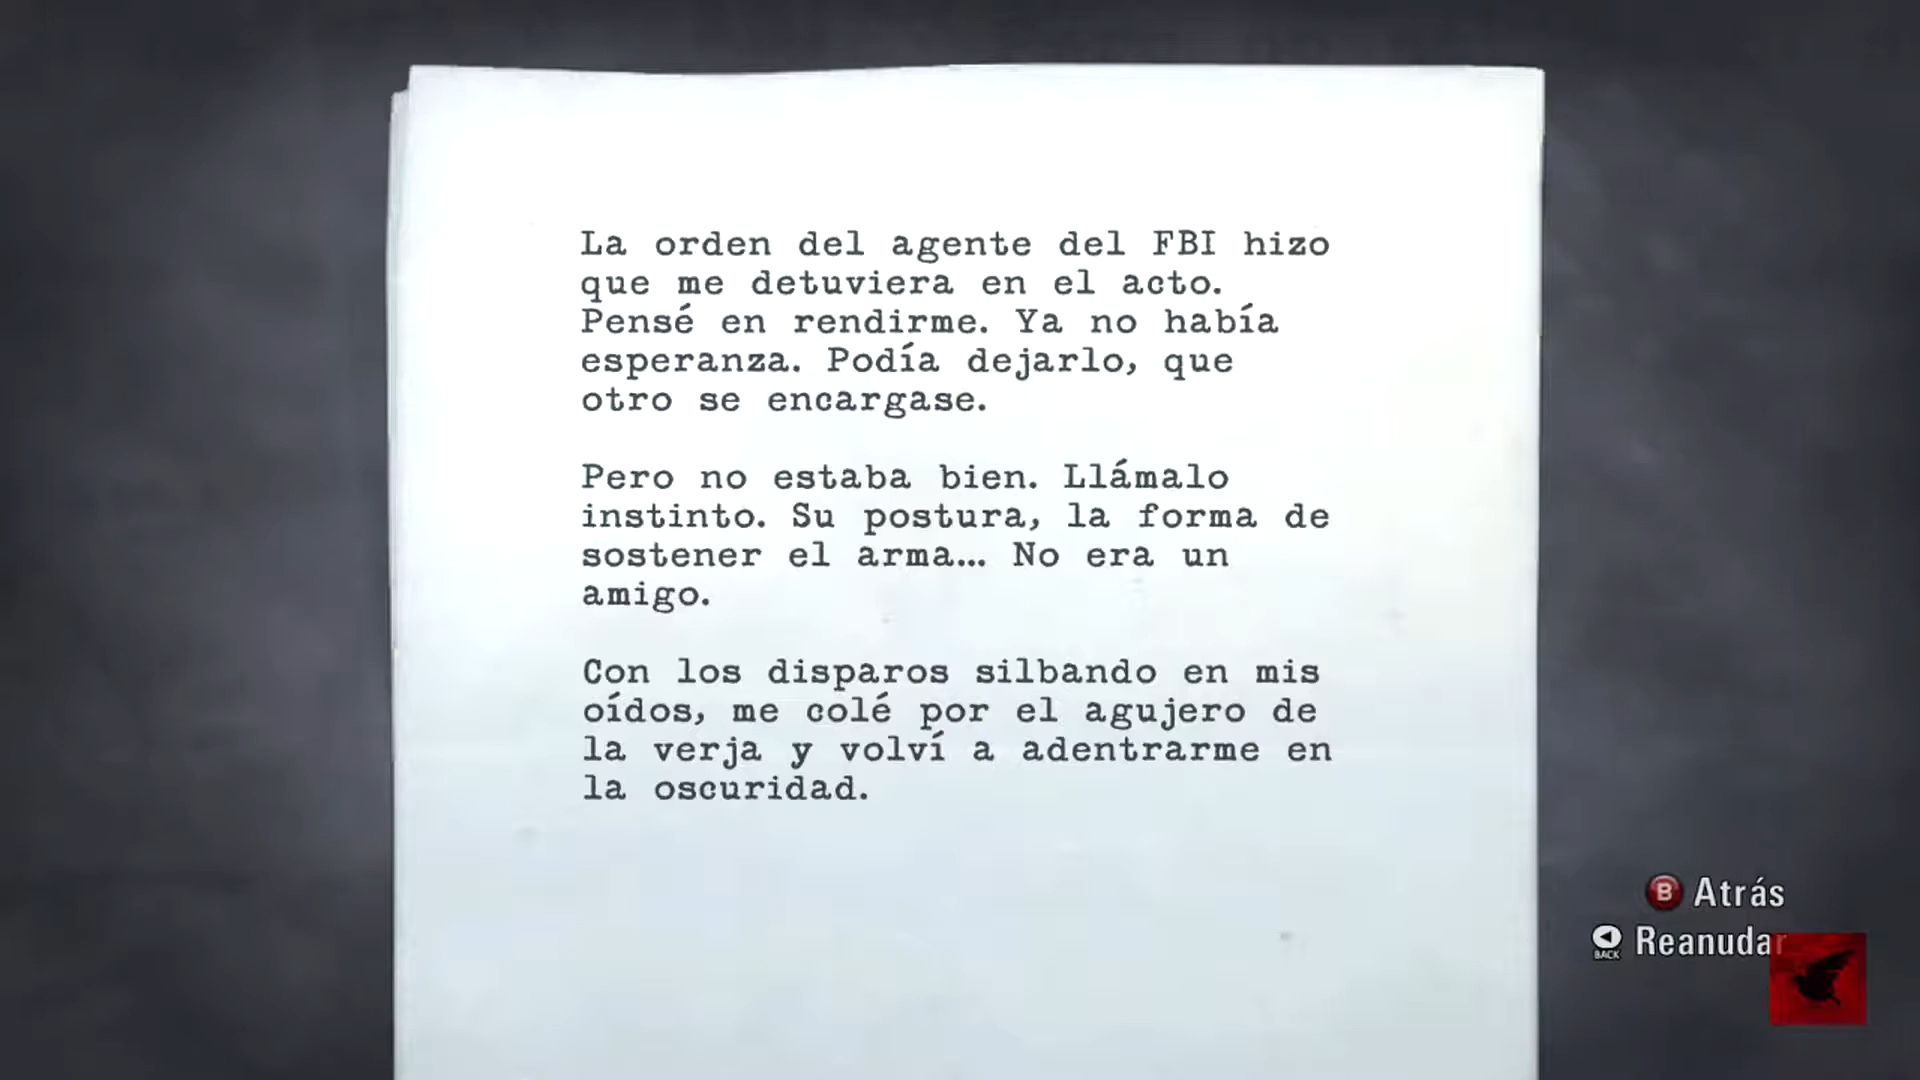 La orden del agente del FBI hizo
que me detuviera en el acto.
Pensé en rendirme. Ya no había
esperanza. Podía dejarlo, que
otro se encargase.
Pero no estaba bien. Llámalo
instinto. Su postura, la forma de
sostener el arma… No era un
amigo.
Con los disparos silbando en mis
oídos, me colé por el agujero de
la verja y volví a adentrarme en
la oscuridad.
B Atrás
BACK Reanudar